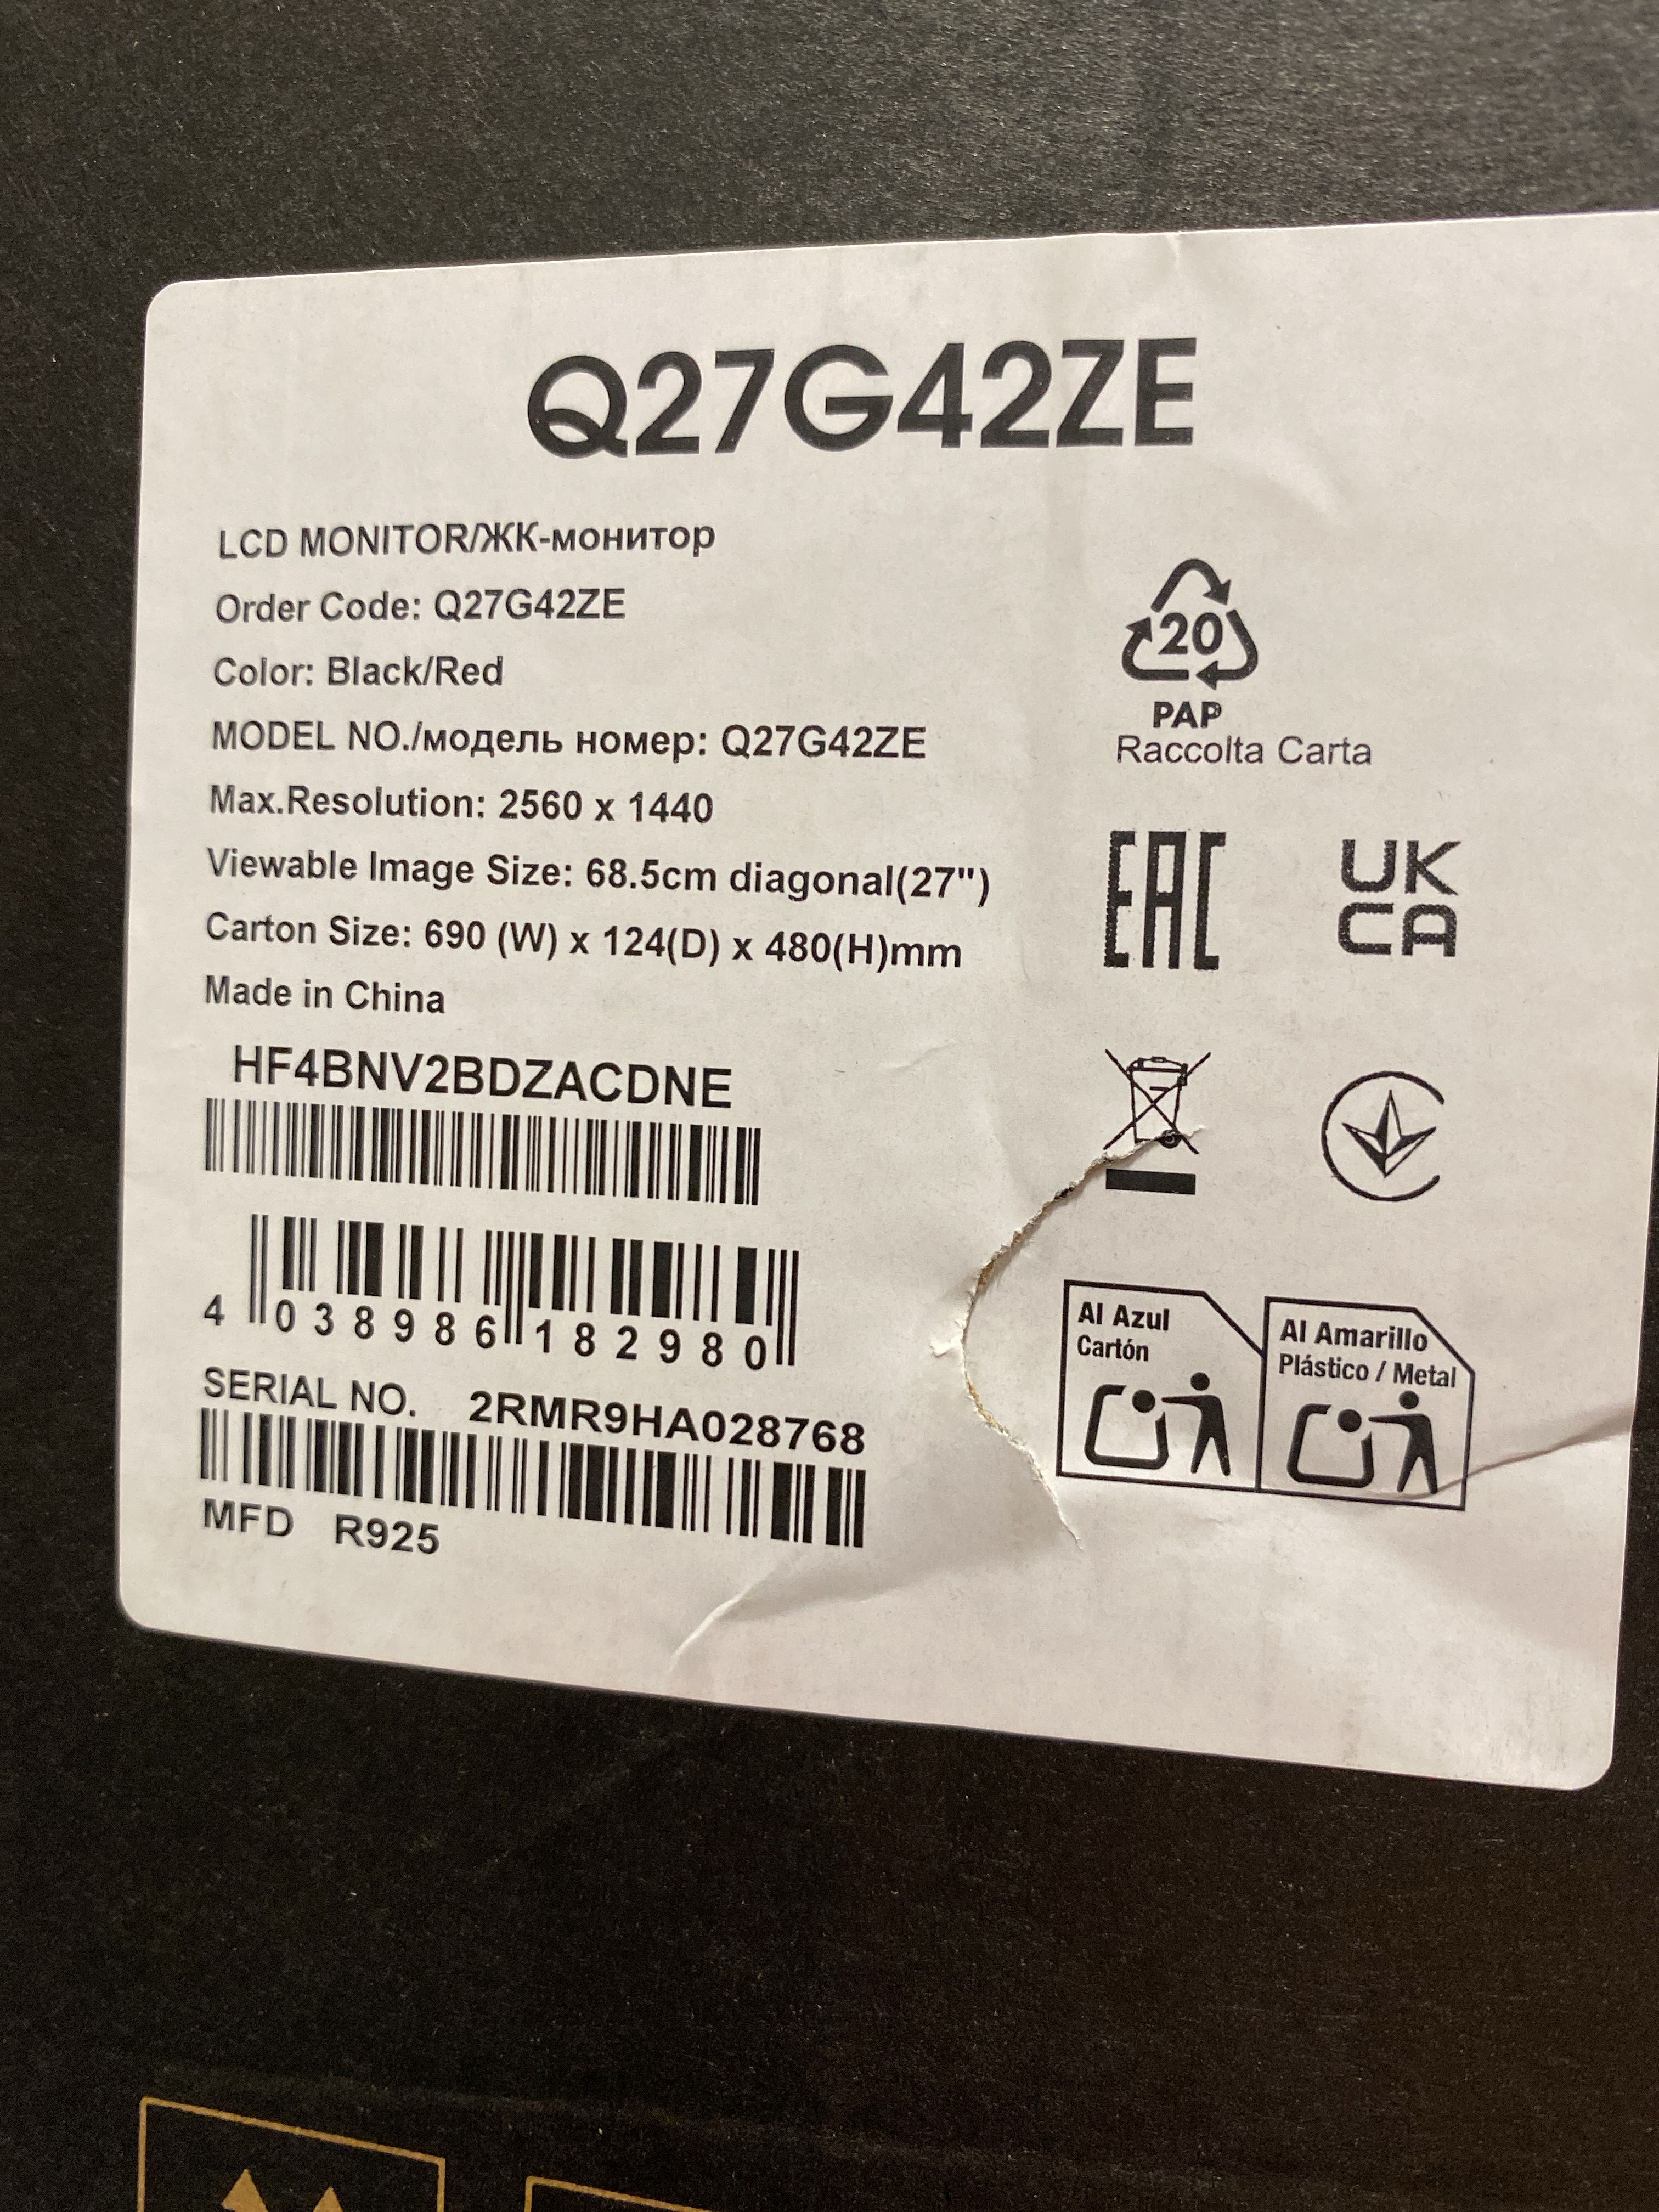 Q27G42ZE
LCD MONITOR/ЖК-монитор
Order Code: Q27G42ZE
Color: Black/Red
MODEL NO./модель номер: Q27G42ZE
Max.Resolution: 2560 x 1440
Viewable Image Size: 68.5cm diagonal(27")
Carton Size: 690 (W) x 124(D) x 480(H)mm
Made in China
HF4BNV2BDZACDNE
4 038986 182980
SERIAL NO. 2RMR9HA028768
MFD R925
20
PAP
Raccolta Carta
EAC
UK
CA
Al Azul
Cartón
Al Amarillo
Plástico / Metal